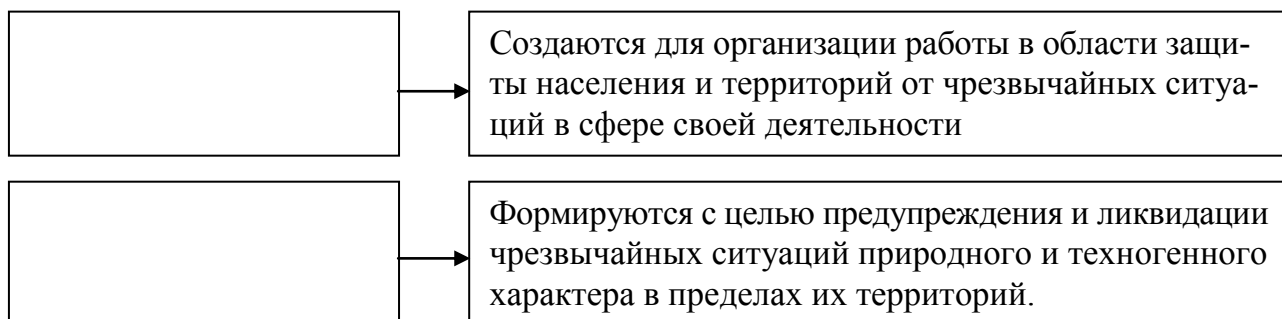 Создаются для организации работы в области защи-
ты населения и территорий от чрезвычайных ситуа-
ций в сфере своей деятельности
Формируются с целью предупреждения и ликвидации
чрезвычайных ситуаций природного и техногенного
характера в пределах их территорий.